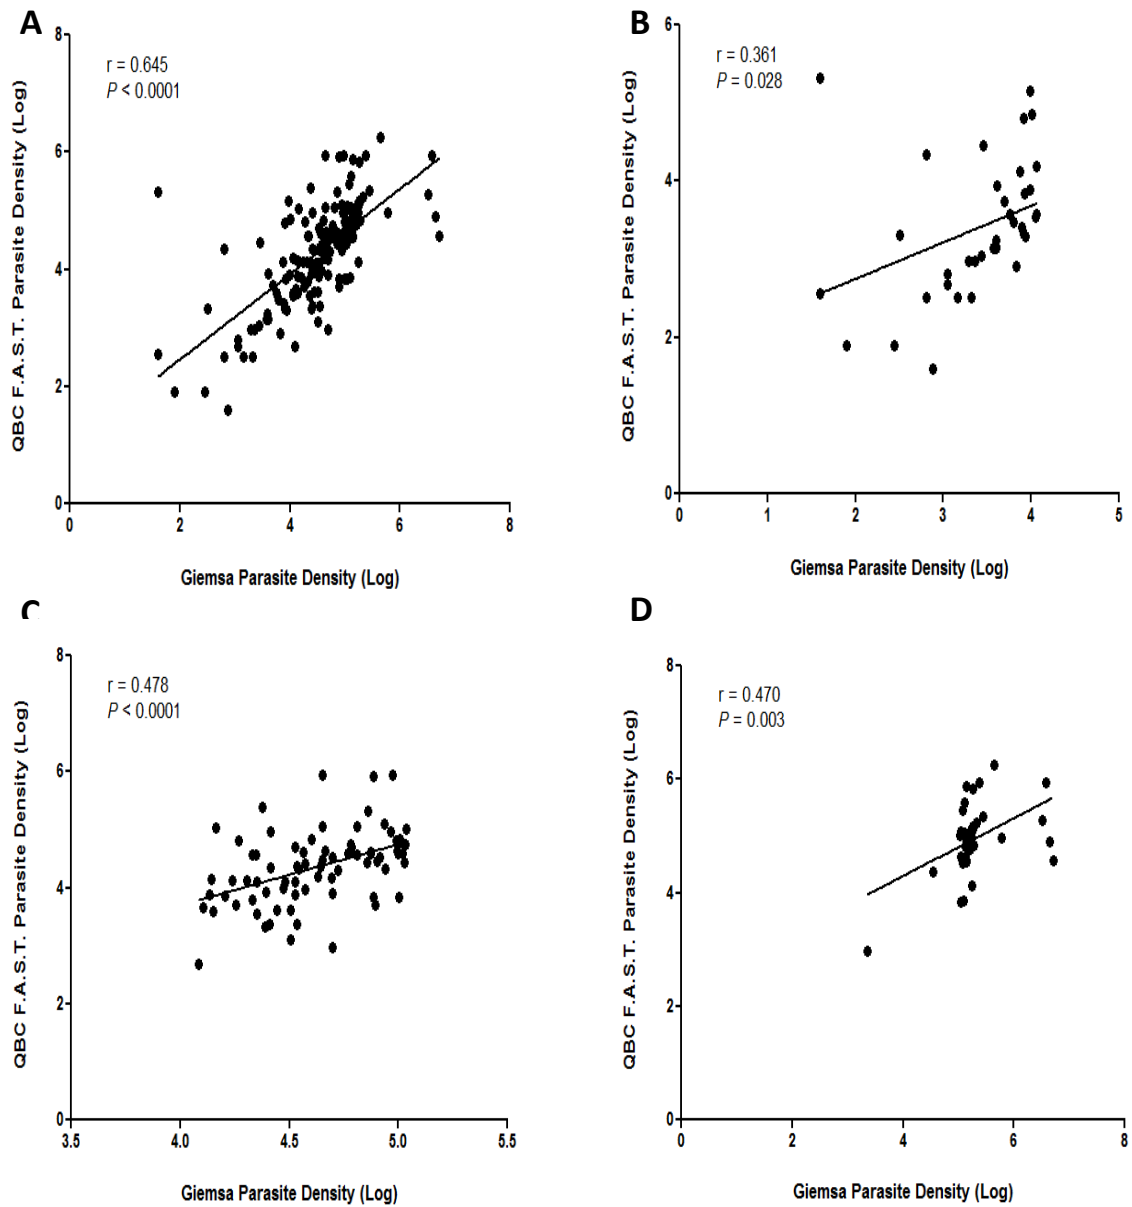 A
r = 0.645
P < 0.0001
QBC F.A.S.T. Parasite Density (Log)
8
6
4
2
0
0 2 4 6 8
Giemsa Parasite Density (Log)
B
r = 0.361
P = 0.028
QBC F.A.S.T. Parasite Density (Log)
6
4
2
0
0 1 2 3 4 5
Giemsa Parasite Density (Log)
C
r = 0.478
P < 0.0001
QBC F.A.S.T. Parasite Density (Log)
8
6
4
2
0
3.5 4.0 4.5 5.0 5.5
Giemsa Parasite Density (Log)
D
r = 0.470
P = 0.003
QBC F.A.S.T. Parasite Density (Log)
8
6
4
2
0
0 2 4 6 8
Giemsa Parasite Density (Log)